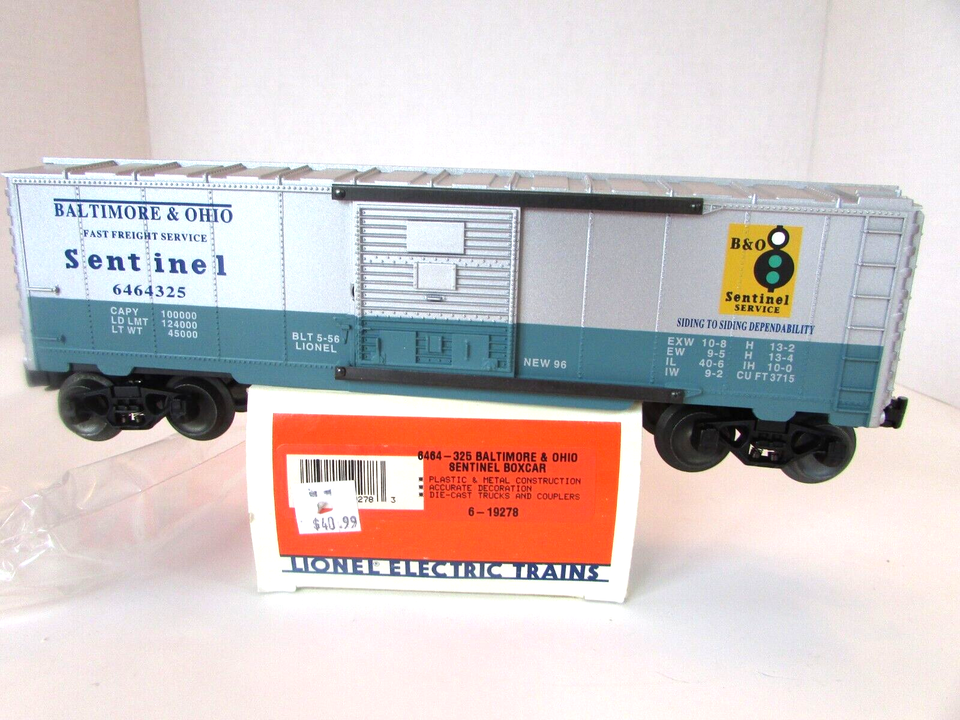 BALTIMORE & OHIO
FAST FREIGHT SERVICE
Sentinel
6464325
CAPY 100000
LD LMT 124000
LT WT 45000
BLT 5-56
LIONEL
NEW 96
B&O
Sentinel
SERVICE
SIDING TO SIDING DEPENDABILITY
EXW 10-8 H 13-2
EW 9-5 H 13-4
IL 40-6 IH 10-0
IW 9-2 CU FT 3715
6464-325 BALTIMORE & OHIO
SENTINEL BOXCAR
PLASTIC & METAL CONSTRUCTION
ACCURATE DECORATION
DIE-CAST TRUCKS AND COUPLERS
6-19278
278 3
$40.99
LIONEL ELECTRIC TRAINS